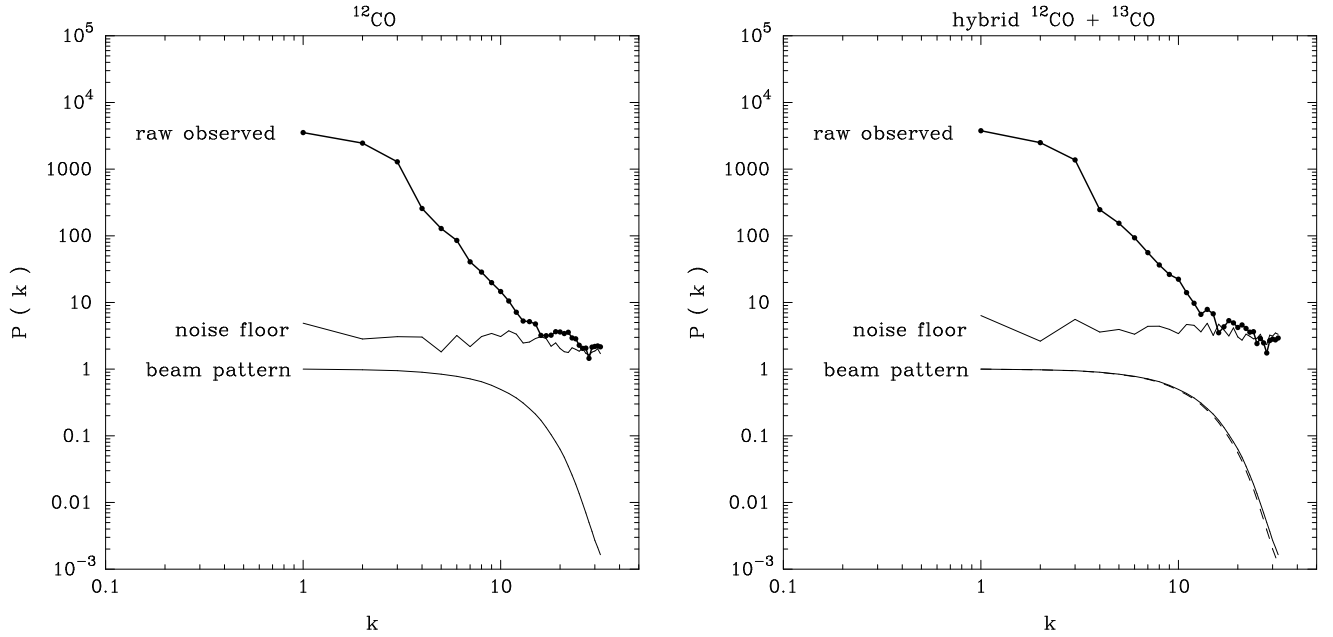 ¹²CO
10⁵
10⁴
1000
100
10
1
0.1
0.01
10⁻³
P ( k )
raw observed
noise floor
beam pattern
0.1 1 10
k
hybrid ¹²CO + ¹³CO
10⁵
10⁴
1000
100
10
1
0.1
0.01
10⁻³
P ( k )
raw observed
noise floor
beam pattern
0.1 1 10
k